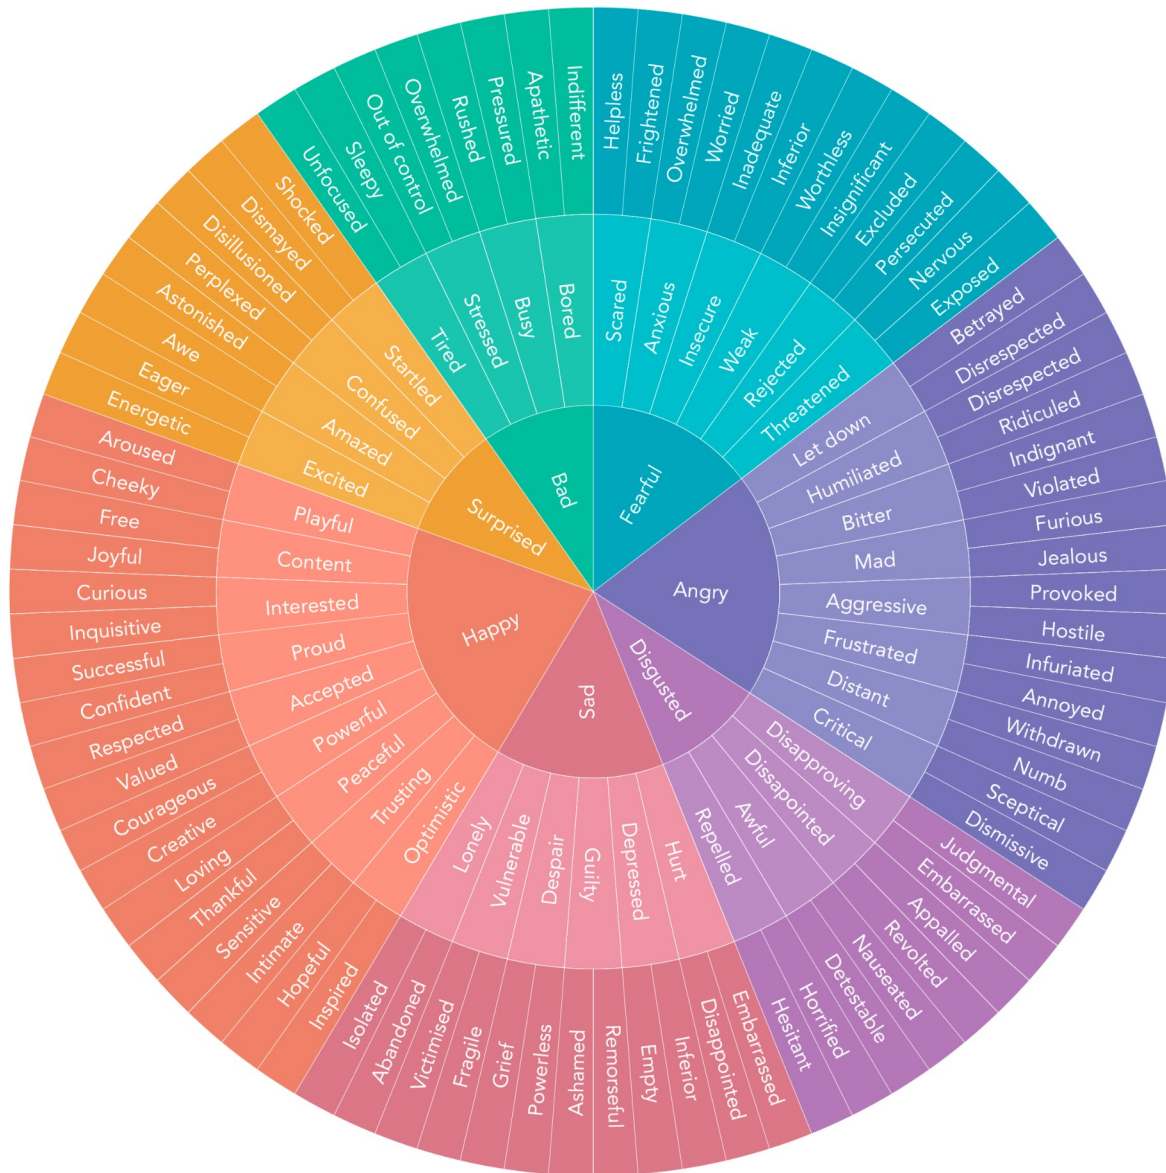 Bad
Fearful
Angry
Disgusted
Sad
Happy
Surprised
Tired
Stressed
Busy
Bored
Scared
Anxious
Insecure
Weak
Rejected
Threatened
Let down
Humiliated
Bitter
Mad
Aggressive
Frustrated
Distant
Critical
Disapproving
Dissapointed
Awful
Repelled
Hurt
Depressed
Guilty
Despair
Vulnerable
Lonely
Optimistic
Trusting
Peaceful
Powerful
Accepted
Proud
Interested
Content
Playful
Excited
Amazed
Confused
Startled
Unfocused
Sleepy
Out of control
Overwhelmed
Rushed
Pressured
Apathetic
Indifferent
Helpless
Frightened
Overwhelmed
Worried
Inadequate
Inferior
Worthless
Insignificant
Excluded
Persecuted
Nervous
Exposed
Betrayed
Disrespected
Disrespected
Ridiculed
Indignant
Violated
Furious
Jealous
Provoked
Hostile
Infuriated
Annoyed
Withdrawn
Numb
Sceptical
Dismissive
Judgmental
Embarrassed
Appalled
Revolted
Nauseated
Detestable
Horrified
Hesitant
Embarrassed
Disappointed
Inferior
Empty
Remorseful
Ashamed
Powerless
Grief
Fragile
Victimised
Abandoned
Isolated
Inspired
Hopeful
Intimate
Sensitive
Thankful
Loving
Creative
Courageous
Valued
Respected
Confident
Successful
Inquisitive
Curious
Joyful
Free
Cheeky
Aroused
Energetic
Eager
Awe
Astonished
Perplexed
Disillusioned
Dismayed
Shocked